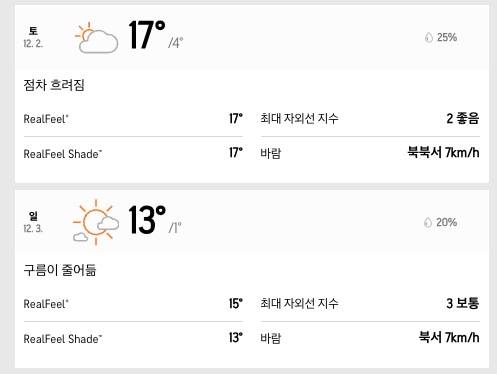 토
12. 2.
17° /4°
25%
점차 흐려짐
RealFeel® 17° 최대 자외선 지수 2 좋음
RealFeel Shade™ 17° 바람 북북서 7km/h
일
12. 3.
13° /1°
20%
구름이 줄어듦
RealFeel® 15° 최대 자외선 지수 3 보통
RealFeel Shade™ 13° 바람 북서 7km/h